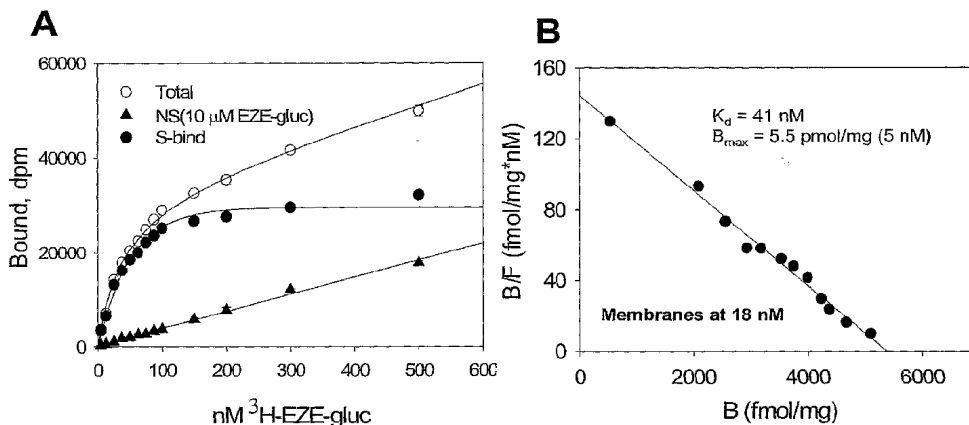 A
60000
40000
20000
0
Bound, dpm
Total
NS(10 μM EZE-gluc)
S-bind
0 100 200 300 400 500 600
nM ³H-EZE-gluc
B
160
120
80
40
0
B/F (fmol/mg*nM)
K_d = 41 nM
B_max = 5.5 pmol/mg (5 nM)
Membranes at 18 nM
0 2000 4000 6000
B (fmol/mg)